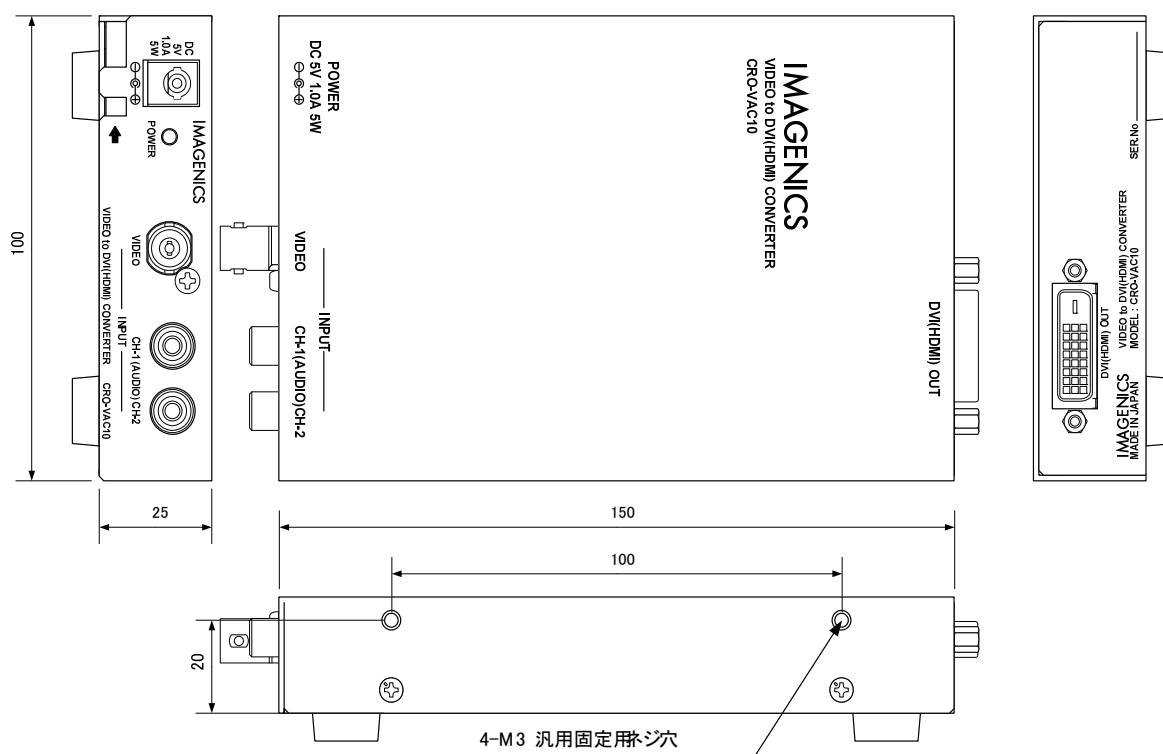 100
DC
5V
1.0A
5W
POWER
IMAGENICS
VIDEO
INPUT
CH-1(AUDIO)CH-2
VIDEO to DVI(HDMI) CONVERTER CRO-VAC10
25
POWER
DC 5V 1.0A 5W
IMAGENICS
VIDEO to DVI(HDMI) CONVERTER
CRO-VAC10
VIDEO
INPUT
CH-1(AUDIO)CH-2
DVI(HDMI) OUT
150
SER.No
DVI(HDMI) OUT
IMAGENICS VIDEO to DVI(HDMI) CONVERTER
MADE IN JAPAN MODEL : CRO-VAC10
100
20
4-M3 汎用固定用ネジ穴